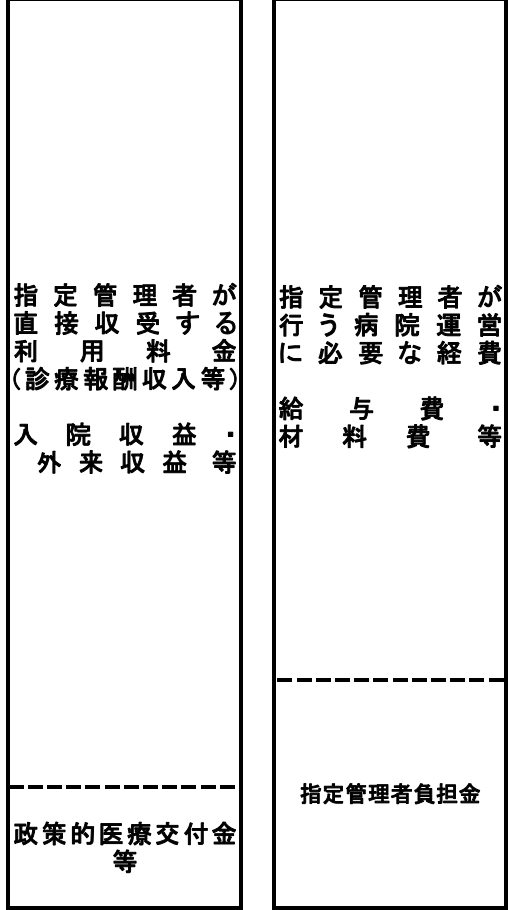 指定管理者が
直接収受する
利用料金
(診療報酬収入等)
入院収益・
外来収益等
政策的医療交付金
等
指定管理者が
行う病院運営
に必要な経費
給与費・
材料費等
指定管理者負担金